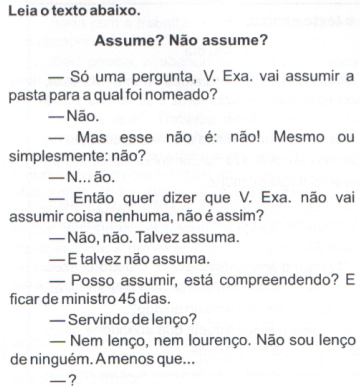 Leia o texto abaixo.
Assume? Não assume?
— Só uma pergunta, V. Exa. vai assumir a
pasta para a qual foi nomeado?
— Não.
— Mas esse não é: não! Mesmo ou
simplesmente: não?
— N... ão.
— Então quer dizer que V. Exa. não vai
assumir coisa nenhuma, não é assim?
— Não, não. Talvez assuma.
— E talvez não assuma.
— Posso assumir, está compreendendo? E
ficar de ministro 45 dias.
— Servindo de lenço?
— Nem lenço, nem lourenço. Não sou lenço
de ninguém. A menos que...
— ?